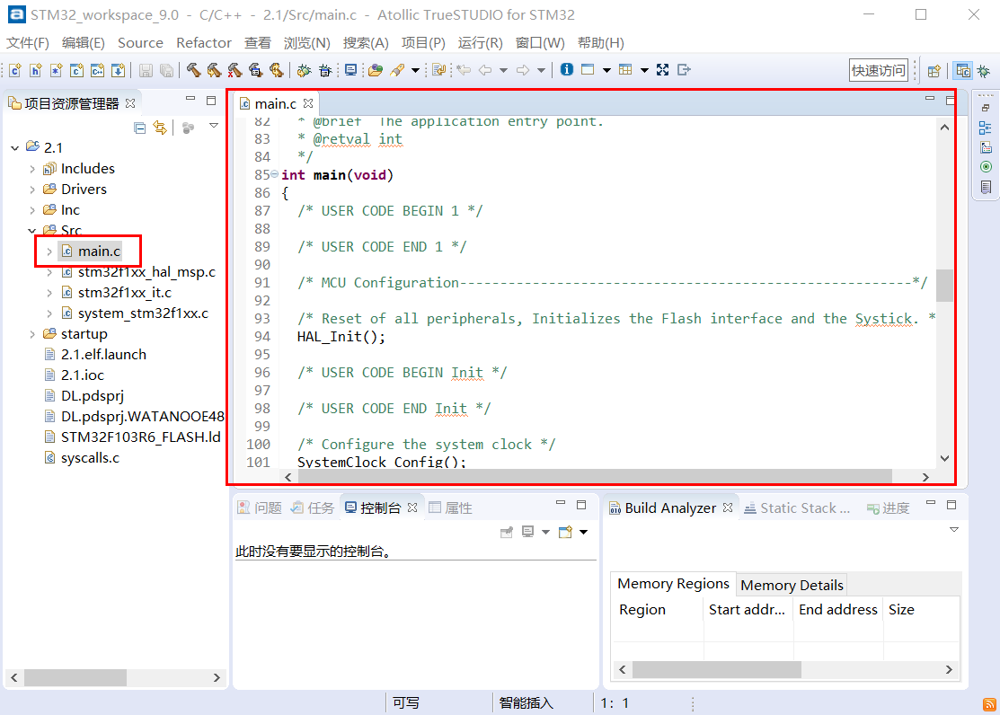 STM32_workspace_9.0 - C/C++ - 2.1/Src/main.c - Atollic TrueSTUDIO for STM32
文件(F) 编辑(E) Source Refactor 查看 浏览(N) 搜索(A) 项目(P) 运行(R) 窗口(W) 帮助(H)
快速访问
项目资源管理器
2.1
Includes
Drivers
Inc
Src
main.c
stm32f1xx_hal_msp.c
stm32f1xx_it.c
system_stm32f1xx.c
startup
2.1.elf.launch
2.1.ioc
DL.pdsprj
DL.pdsprj.WATANOOE48
STM32F103R6_FLASH.ld
syscalls.c
main.c
82 * @brief The application entry point.
83 * @retval int
84 */
85 int main(void)
86 {
87 /* USER CODE BEGIN 1 */
88
89 /* USER CODE END 1 */
90
91 /* MCU Configuration--------------------------------------------------------*/
92
93 /* Reset of all peripherals, Initializes the Flash interface and the Systick. *
94 HAL_Init();
95
96 /* USER CODE BEGIN Init */
97
98 /* USER CODE END Init */
99
100 /* Configure the system clock */
101 SystemClock_Config();
问题 任务 控制台 属性
此时没有要显示的控制台。
Build Analyzer Static Stack ... 进度
Memory Regions Memory Details
Region Start addr... End address Size
可写 智能插入 1: 1